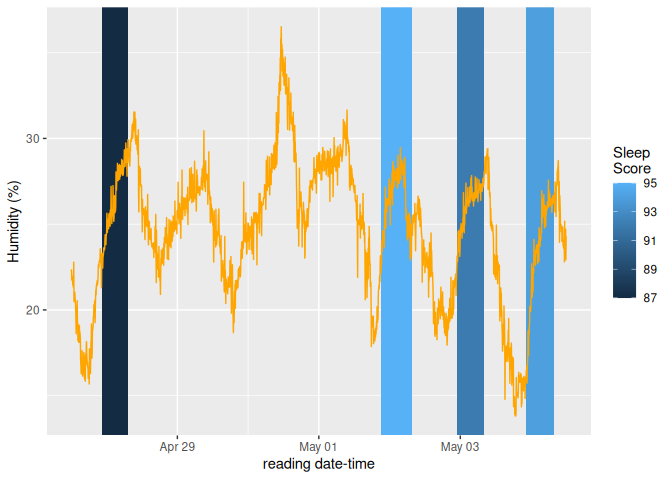 Humidity (%)
30
20
Apr 29
May 01
May 03
reading date-time
Sleep
Score
95
93
91
89
87